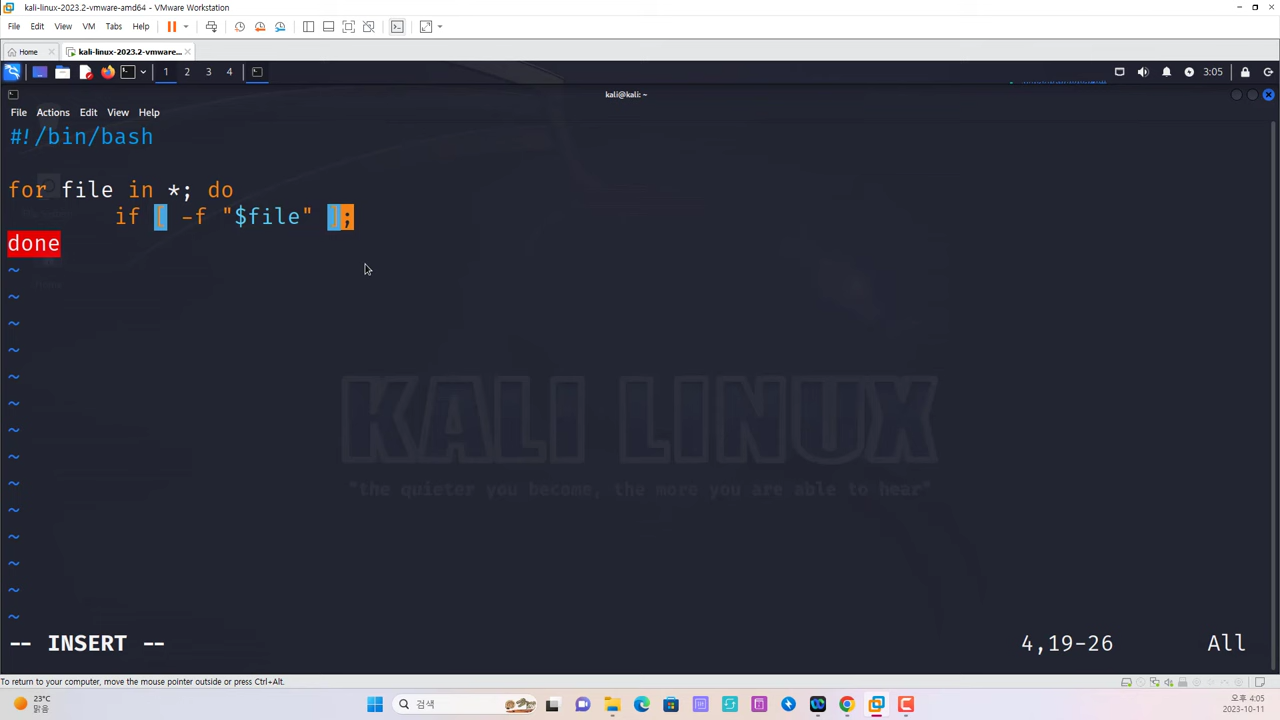 kali-linux-2023.2-vmware-amd64 - VMware Workstation
File Edit View VM Tabs Help
Home kali-linux-2023.2-vmware...
1 2 3 4 3:05
kali@kali: ~
File Actions Edit View Help
#!/bin/bash
for file in *; do
if [ -f "$file" ];
done
~
~
~
~
~
~
~
~
~
~
~
~
~
~
KALI LINUX
"the quieter you become, the more you are able to hear"
-- INSERT -- 4,19-26 All
To return to your computer, move the mouse pointer outside or press Ctrl+Alt.
23°C
맑음
검색
오후 4:05
2023-10-11